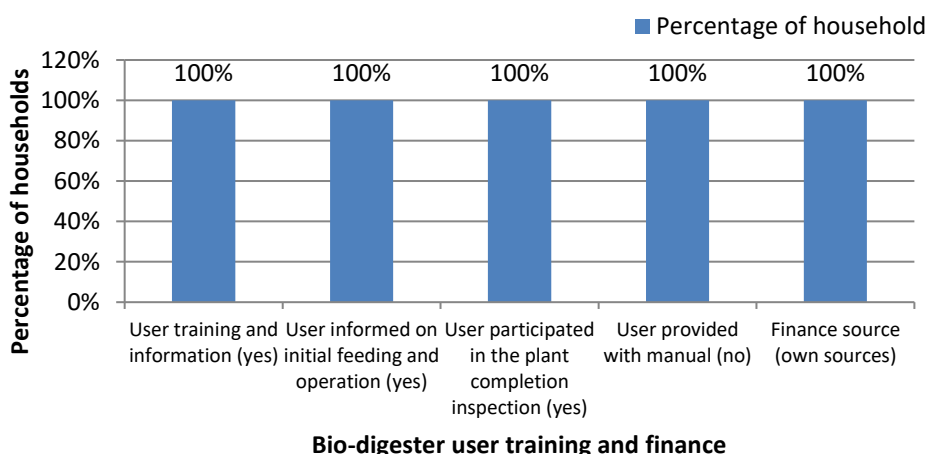 Percentage of household
Percentage of households
120%
100%
80%
60%
40%
20%
0%
100%
100%
100%
100%
100%
User training and
information (yes)
User informed on
initial feeding and
operation (yes)
User participated
in the plant
completion
inspection (yes)
User provided
with manual (no)
Finance source
(own sources)
Bio-digester user training and finance